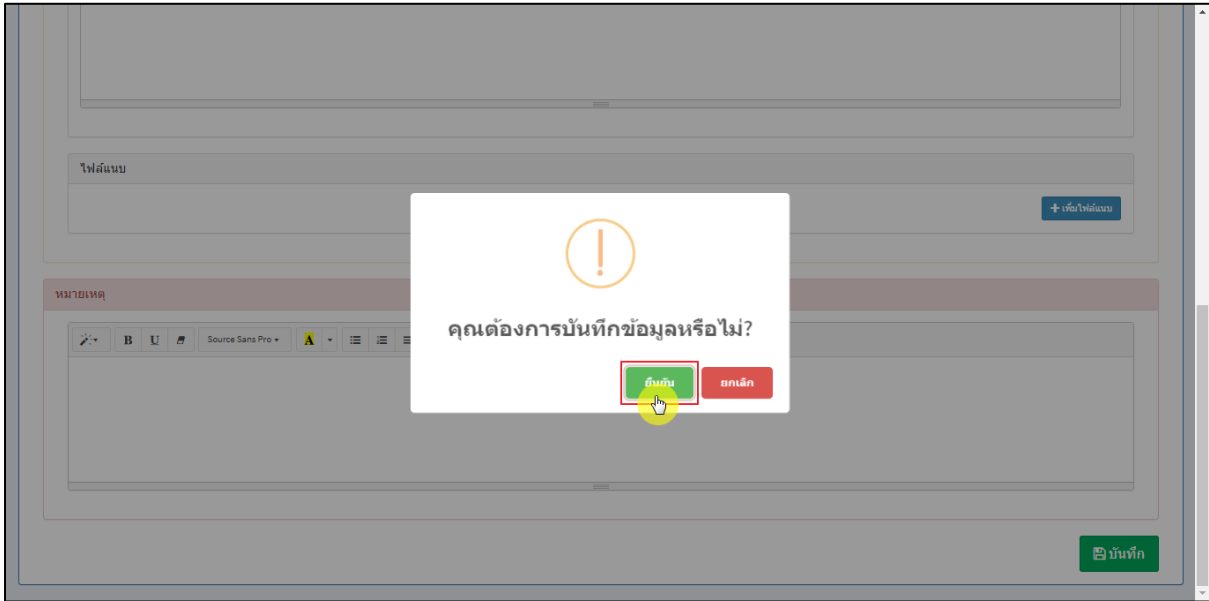 ไฟล์แนบ
เพิ่มไฟล์แนบ
หมายเหตุ
B U Source Sans Pro A
คุณต้องการบันทึกข้อมูลหรือไม่?
ยืนยัน ยกเลิก
บันทึก